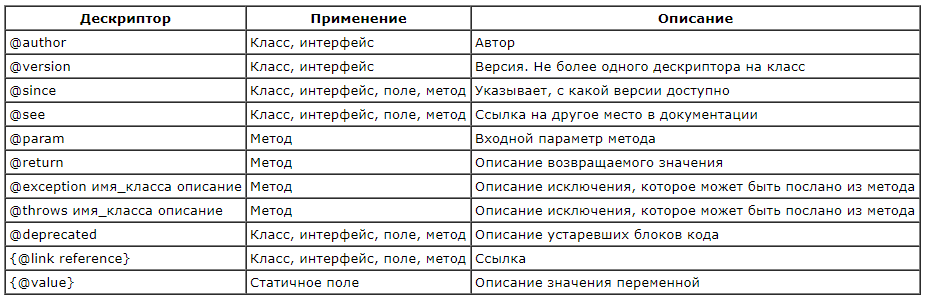 Дескриптор Применение Описание
@author Класс, интерфейс Автор
@version Класс, интерфейс Версия. Не более одного дескриптора на класс
@since Класс, интерфейс, поле, метод Указывает, с какой версии доступно
@see Класс, интерфейс, поле, метод Ссылка на другое место в документации
@param Метод Входной параметр метода
@return Метод Описание возвращаемого значения
@exception имя_класса описание Метод Описание исключения, которое может быть послано из метода
@throws имя_класса описание Метод Описание исключения, которое может быть послано из метода
@deprecated Класс, интерфейс, поле, метод Описание устаревших блоков кода
{@link reference} Класс, интерфейс, поле, метод Ссылка
{@value} Статичное поле Описание значения переменной